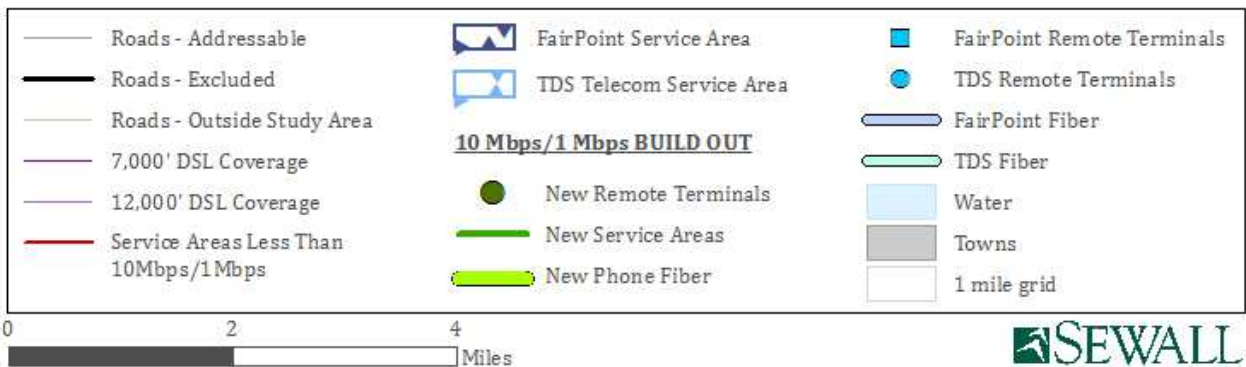 Roads - Addressable
Roads - Excluded
Roads - Outside Study Area
7,000' DSL Coverage
12,000' DSL Coverage
Service Areas Less Than
10Mbps/1Mbps
FairPoint Service Area
TDS Telecom Service Area
10 Mbps/1 Mbps BUILD OUT
New Remote Terminals
New Service Areas
New Phone Fiber
FairPoint Remote Terminals
TDS Remote Terminals
FairPoint Fiber
TDS Fiber
Water
Towns
1 mile grid
0 2 4
Miles
SEWALL